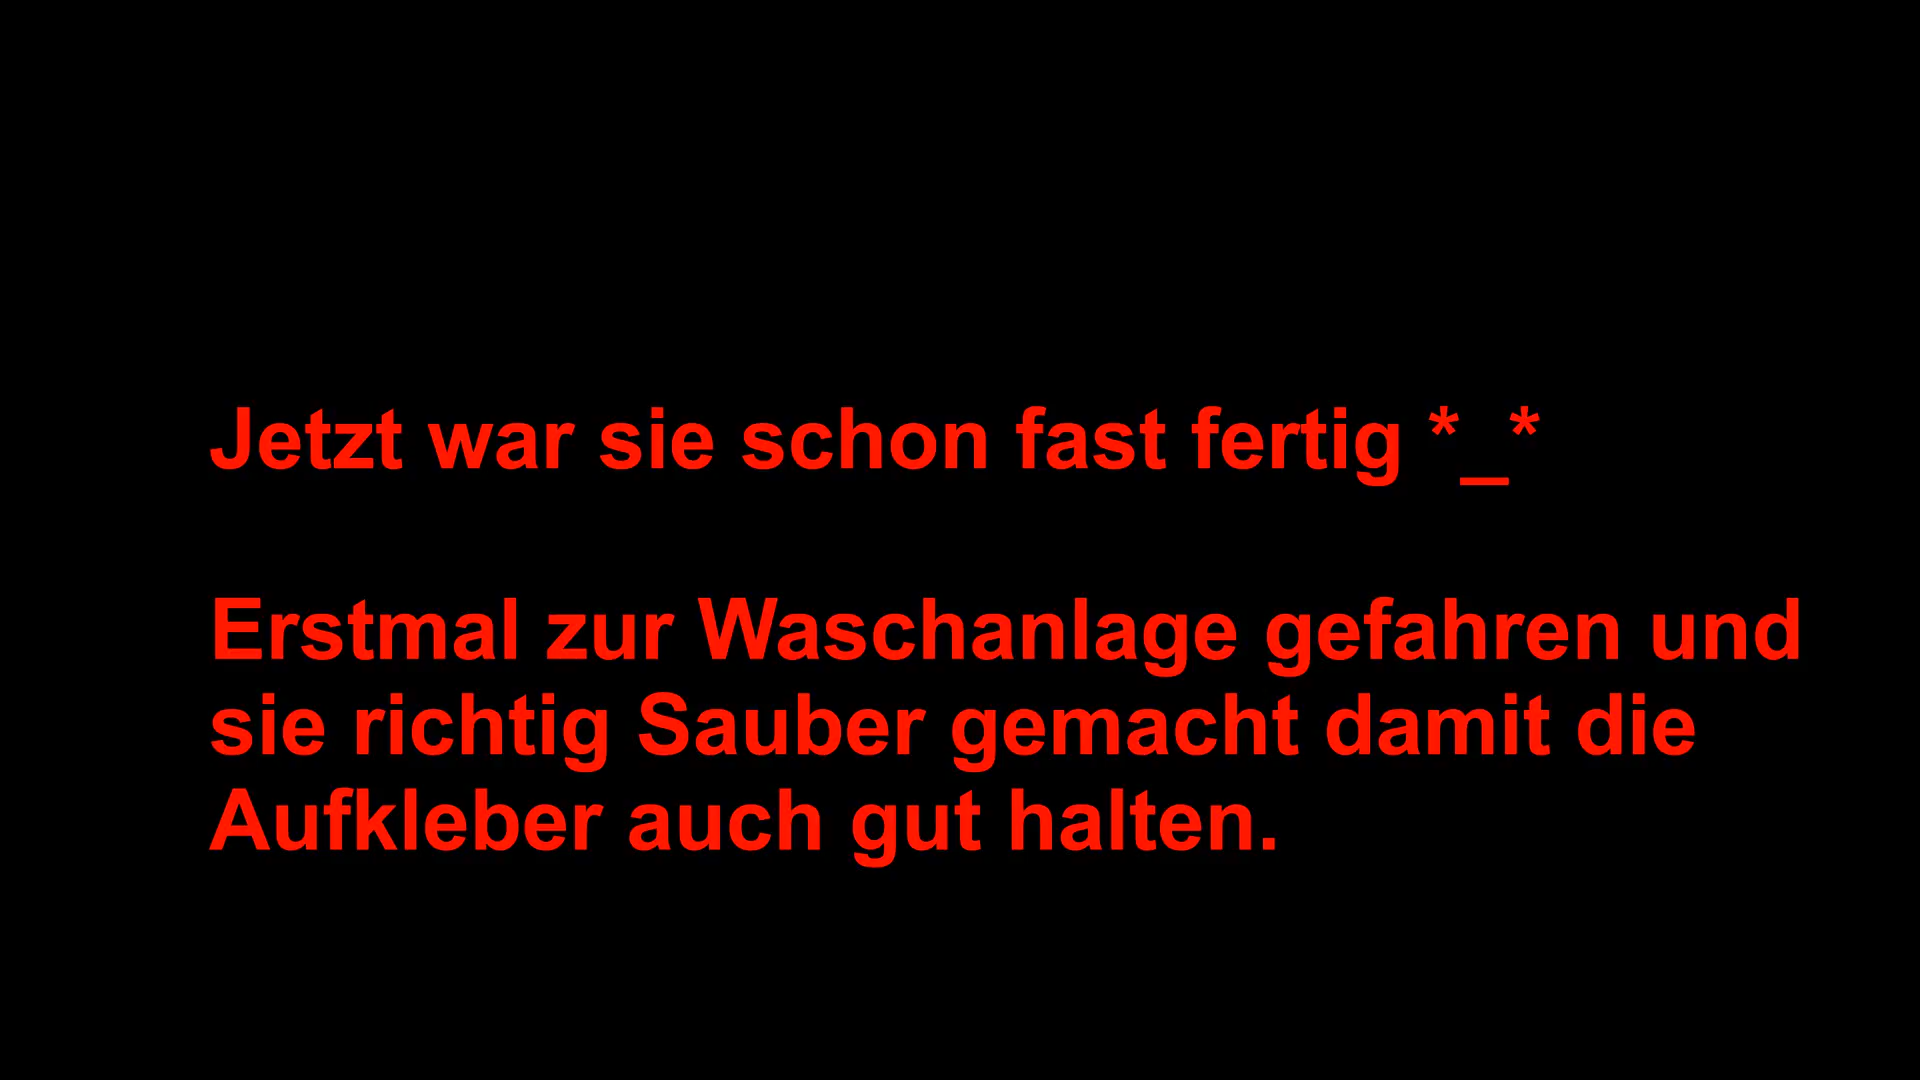 Jetzt war sie schon fast fertig *_*
Erstmal zur Waschanlage gefahren und
sie richtig Sauber gemacht damit die
Aufkleber auch gut halten.